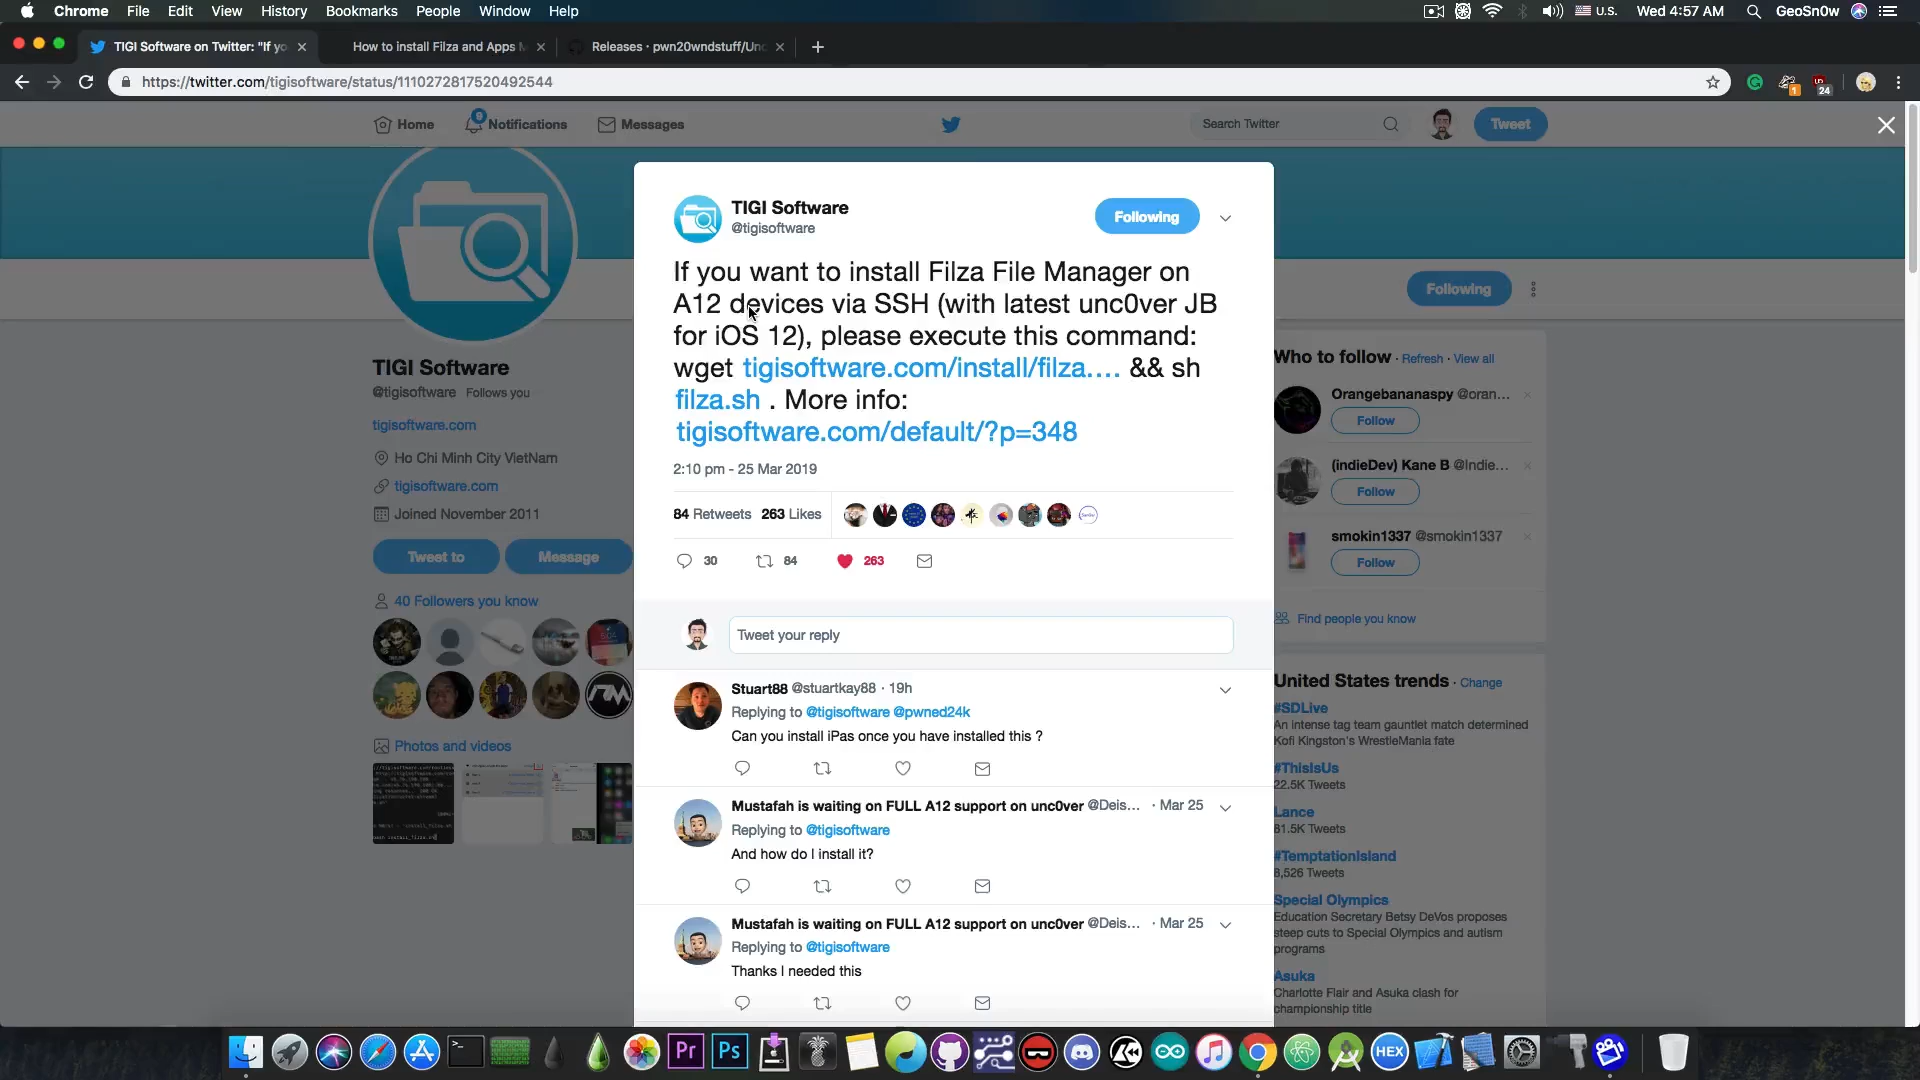 Chrome File Edit View History Bookmarks People Window Help
U.S. Wed 4:57 AM GeoSn0w
TIGI Software on Twitter: "If yo
How to install Filza and Apps
Releases · pwn20wndstuff/Un
https://twitter.com/tigisoftware/status/1110272817520492544
1
24
Home
9
Notifications
Messages
Search Twitter
Tweet
TIGI Software
@tigisoftware
Following
If you want to install Filza File Manager on
A12 devices via SSH (with latest unc0ver JB
for iOS 12), please execute this command:
wget tigisoftware.com/install/filza.... && sh
filza.sh . More info:
tigisoftware.com/default/?p=348
2:10 pm - 25 Mar 2019
84 Retweets 263 Likes
30
84
263
Tweet your reply
Stuart88 @stuartkay88 · 19h
Replying to @tigisoftware @pwned24k
Can you install iPas once you have installed this ?
Mustafah is waiting on FULL A12 support on unc0ver @Deis... · Mar 25
Replying to @tigisoftware
And how do I install it?
Mustafah is waiting on FULL A12 support on unc0ver @Deis... · Mar 25
Replying to @tigisoftware
Thanks I needed this
TIGI Software
@tigisoftware Follows you
tigisoftware.com
Ho Chi Minh City VietNam
tigisoftware.com
Joined November 2011
Tweet to
Message
40 Followers you know
Photos and videos
Following
Who to follow · Refresh · View all
Orangebananaspy @oran...
Follow
(indieDev) Kane B @Indie...
Follow
smokin1337 @smokin1337
Follow
Find people you know
United States trends · Change
#SDLive
An intense tag team gauntlet match determined
Kofi Kingston's WrestleMania fate
#ThisIsUs
22.5K Tweets
Lance
61.5K Tweets
#TemptationIsland
8,526 Tweets
Special Olympics
Education Secretary Betsy DeVos proposes
steep cuts to Special Olympics and autism
programs
Asuka
Charlotte Flair and Asuka clash for
championship title
Pr
Ps
HEX